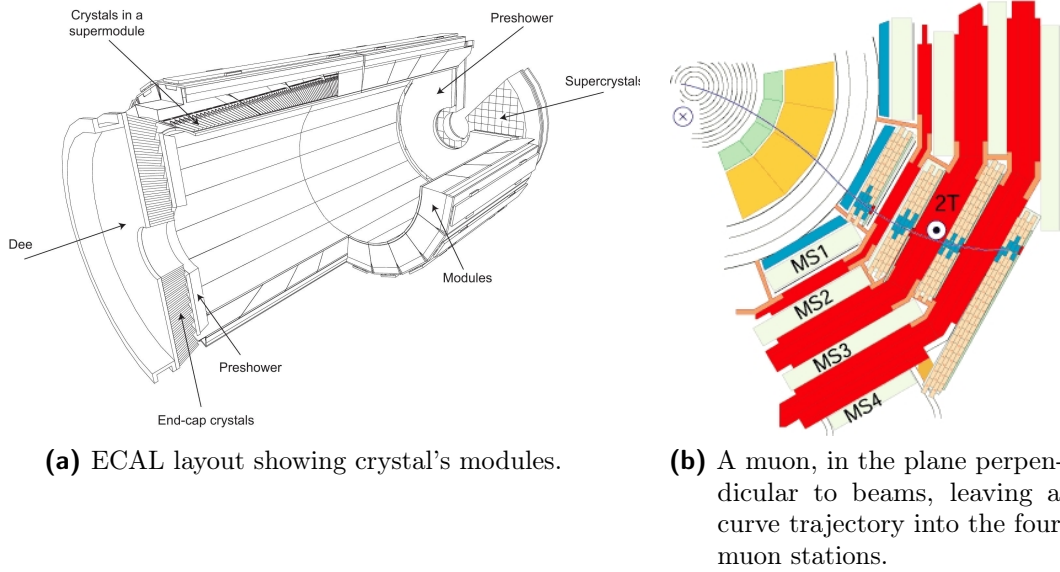 Crystals in a
supermodule
Preshower
Supercrystals
Dee
Modules
Preshower
End-cap crystals
2T
MS1
MS2
MS3
MS4
(a) ECAL layout showing crystal's modules.
(b) A muon, in the plane perpen-
dicular to beams, leaving a
curve trajectory into the four
muon stations.